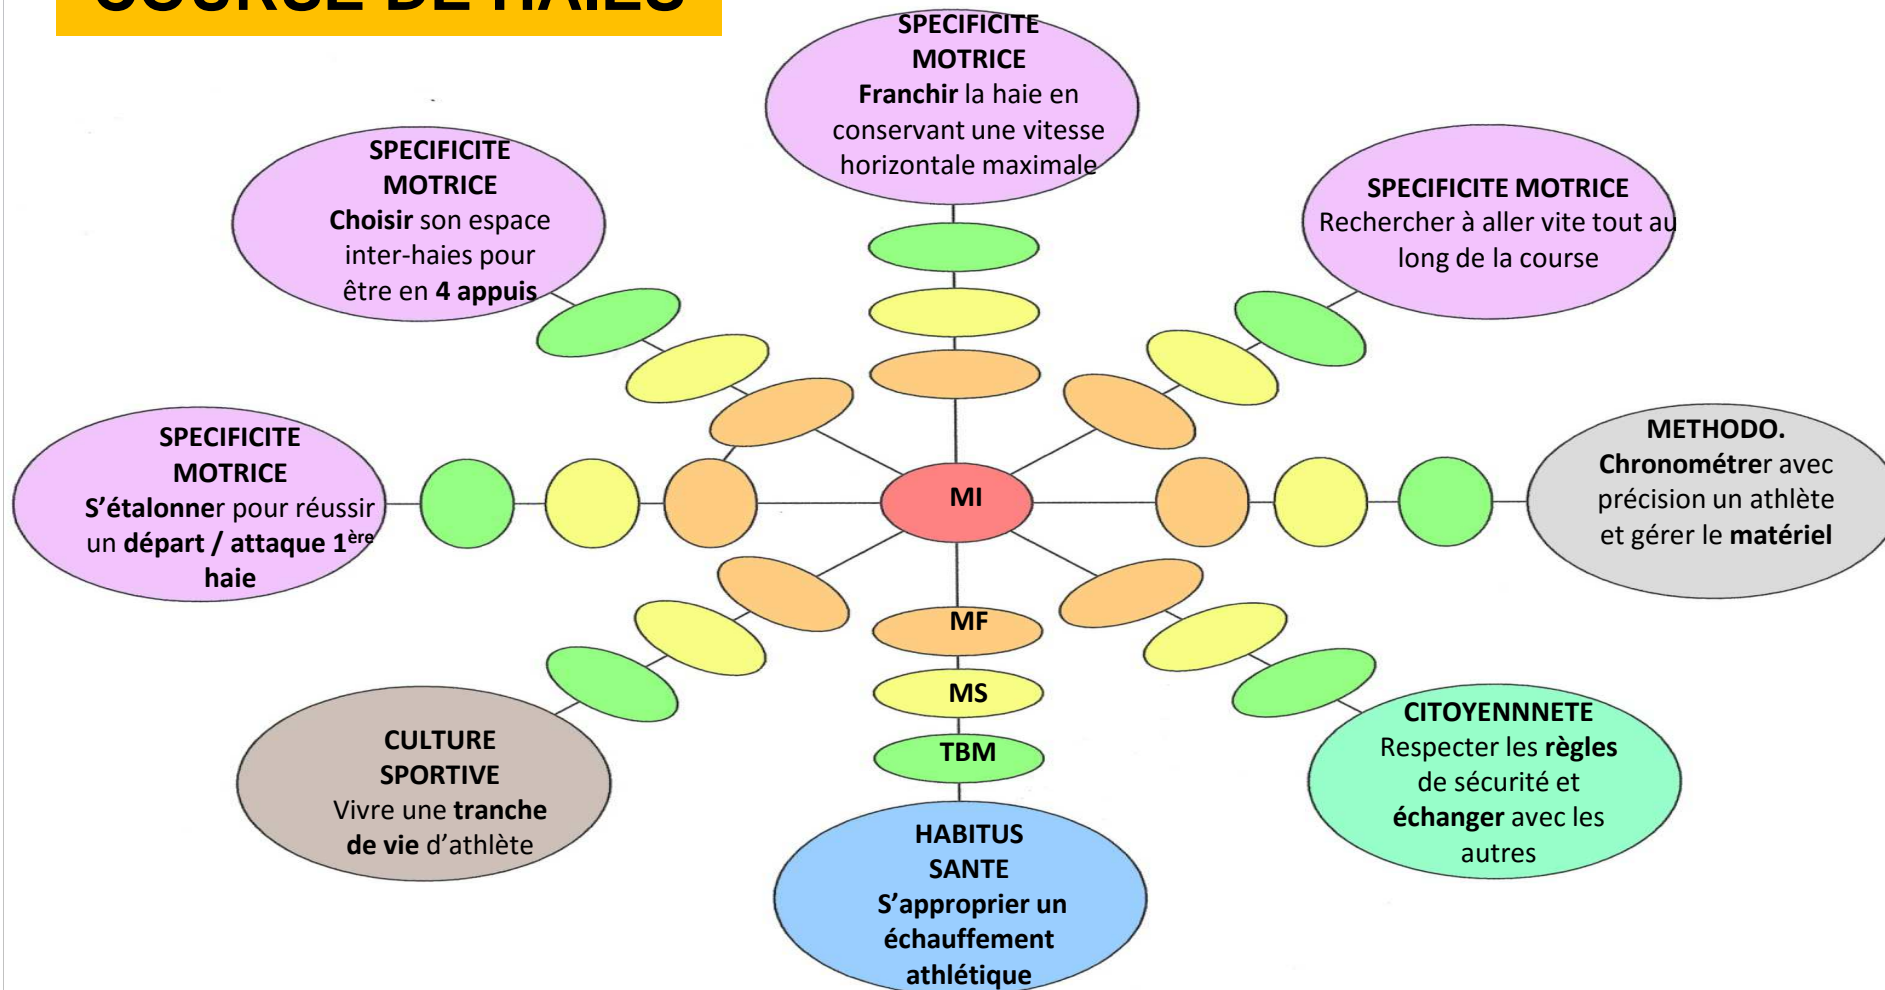 COURSE DE HAIES
SPECIFICITE
MOTRICE
Franchir la haie en
conservant une vitesse
horizontale maximale
SPECIFICITE
MOTRICE
Choisir son espace
inter-haies pour
être en 4 appuis
SPECIFICITE MOTRICE
Rechercher à aller vite tout au
long de la course
SPECIFICITE
MOTRICE
S'étalonner pour réussir
un départ / attaque 1ère
haie
MI
METHODO.
Chronométrer avec
précision un athlète
et gérer le matériel
MF
MS
TBM
CULTURE
SPORTIVE
Vivre une tranche
de vie d'athlète
CITOYENNNETE
Respecter les règles
de sécurité et
échanger avec les
autres
HABITUS
SANTE
S'approprier un
échauffement
athlétique